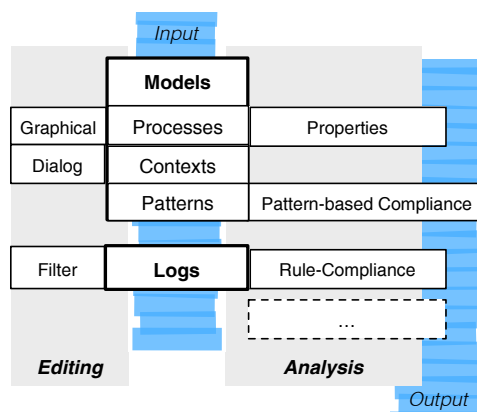 Input
Models
Graphical Processes Properties
Dialog Contexts
Patterns Pattern-based Compliance
Filter Logs Rule-Compliance
...
Editing Analysis
Output